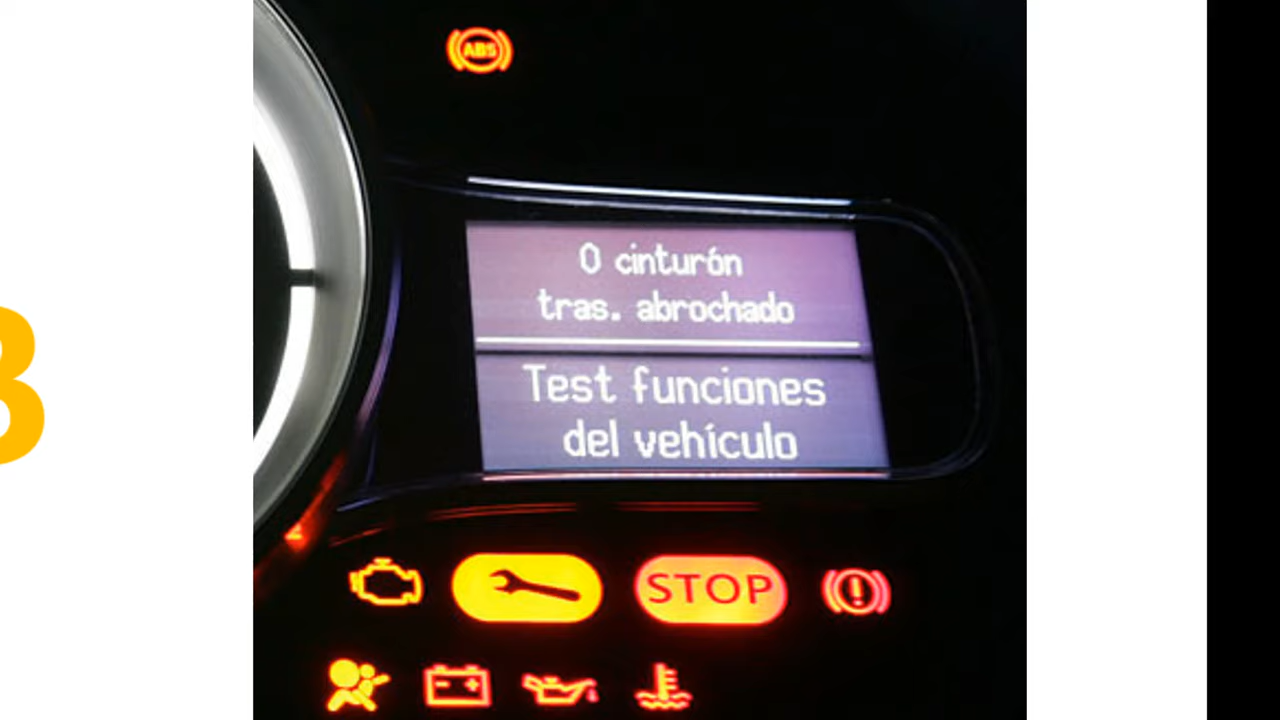 ABS
0 cinturón
tras. abrochado
Test funciones
del vehículo
STOP